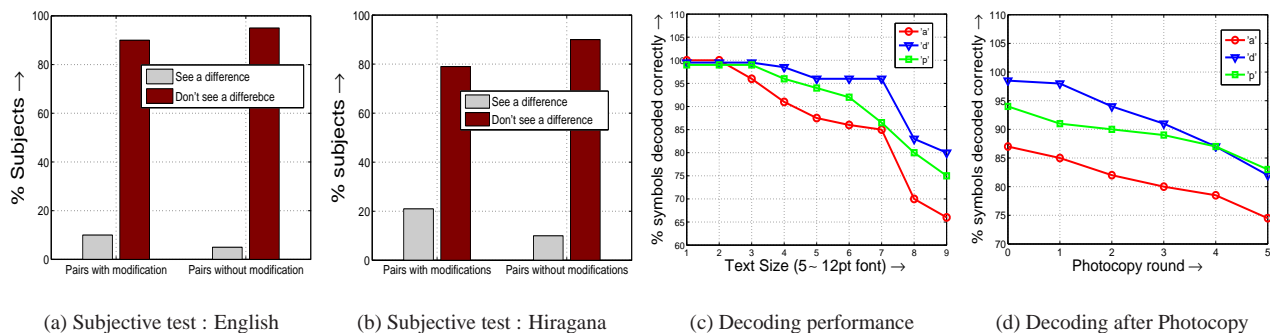 100
80
60
40
20
0
% Subjects →
See a difference
Don't see a differebce
Pairs with modification
Pairs without modification
(a) Subjective test : English
100
80
60
40
20
0
% subjects →
See a difference
Don't see a difference
Pairs with modifications
Pairs without modifications
(b) Subjective test : Hiragana
110
105
100
95
90
85
80
75
70
65
60
% symbols decoded correctly →
'a'
'd'
'p'
1 2 3 4 5 6 7 8 9
Text Size (5~ 12pt font) →
(c) Decoding performance
110
105
100
95
90
85
80
75
70
% symbols decoded correctly →
'a'
'd'
'p'
0 1 2 3 4 5
Photocopy round →
(d) Decoding after Photocopy